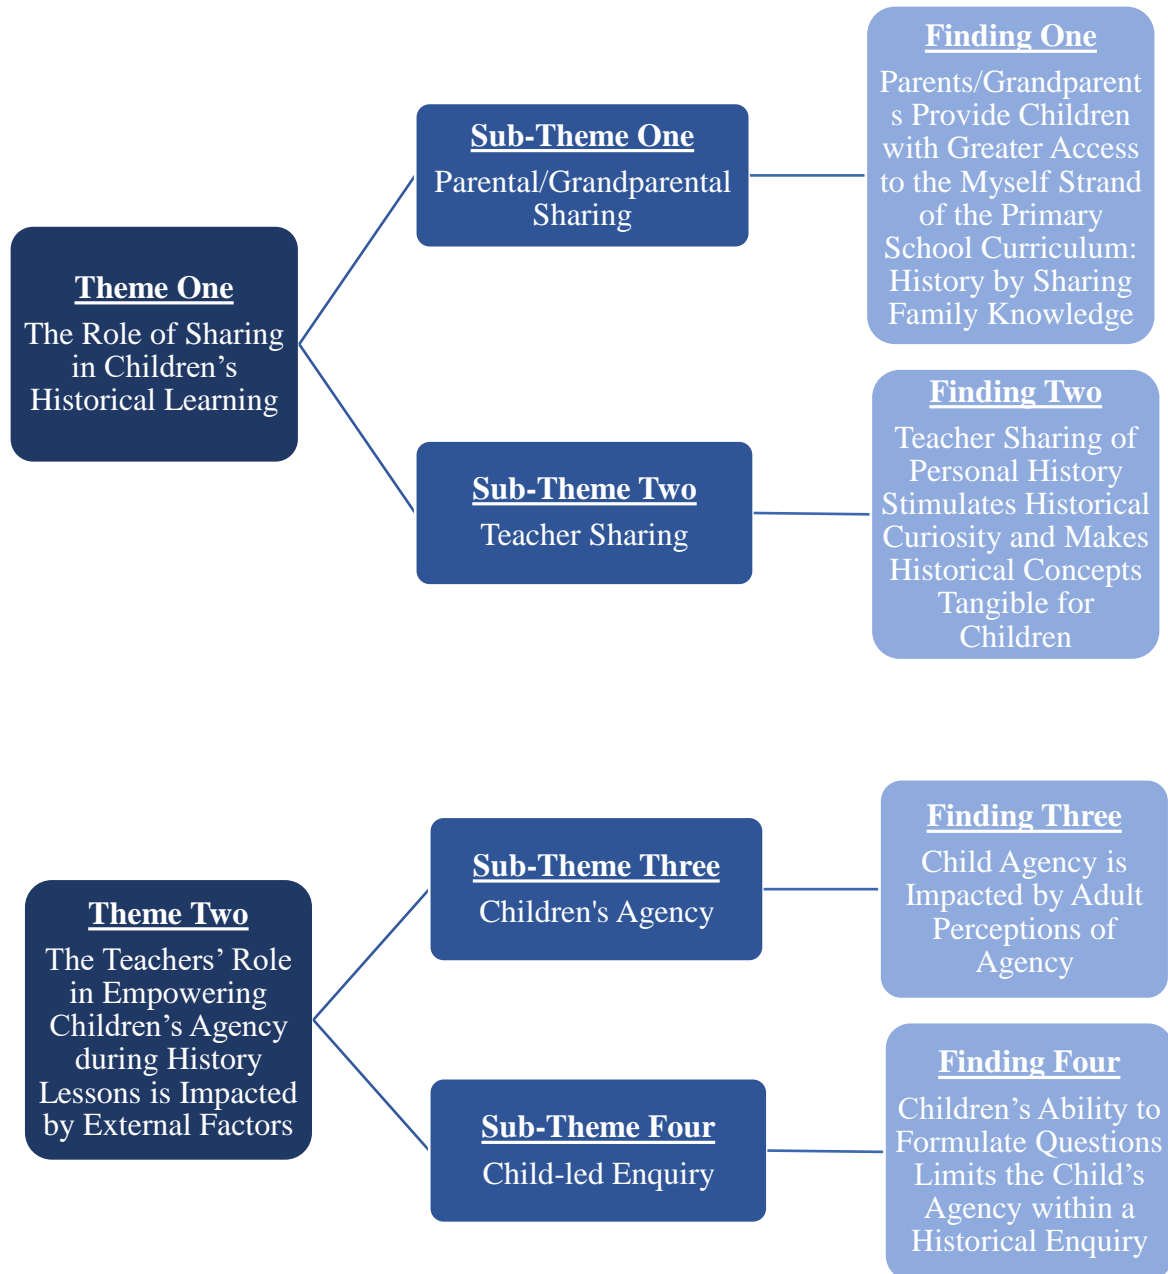 Theme One
The Role of Sharing
in Children’s
Historical Learning
Sub-Theme One
Parental/Grandparental
Sharing
Finding One
Parents/Grandparent
s Provide Children
with Greater Access
to the Myself Strand
of the Primary
School Curriculum:
History by Sharing
Family Knowledge
Sub-Theme Two
Teacher Sharing
Finding Two
Teacher Sharing of
Personal History
Stimulates Historical
Curiosity and Makes
Historical Concepts
Tangible for
Children
Theme Two
The Teachers’ Role
in Empowering
Children’s Agency
during History
Lessons is Impacted
by External Factors
Sub-Theme Three
Children's Agency
Finding Three
Child Agency is
Impacted by Adult
Perceptions of
Agency
Sub-Theme Four
Child-led Enquiry
Finding Four
Children’s Ability to
Formulate Questions
Limits the Child’s
Agency within a
Historical Enquiry